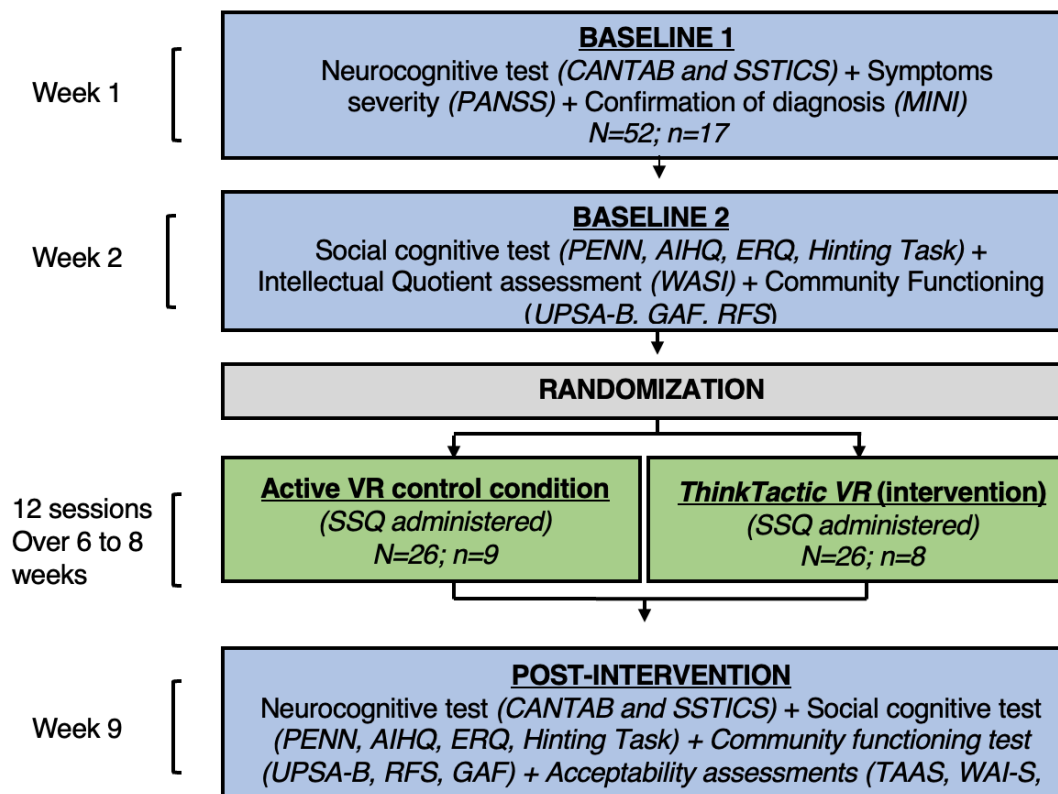 Week 1
BASELINE 1
Neurocognitive test (CANTAB and SSTICS) + Symptoms
severity (PANSS) + Confirmation of diagnosis (MINI)
N=52; n=17
Week 2
BASELINE 2
Social cognitive test (PENN, AIHQ, ERQ, Hinting Task) +
Intellectual Quotient assessment (WASI) + Community Functioning
(UPSA-B, GAF, RFS)
RANDOMIZATION
12 sessions
Over 6 to 8
weeks
Active VR control condition
(SSQ administered)
N=26; n=9
ThinkTactic VR (intervention)
(SSQ administered)
N=26; n=8
Week 9
POST-INTERVENTION
Neurocognitive test (CANTAB and SSTICS) + Social cognitive test
(PENN, AIHQ, ERQ, Hinting Task) + Community functioning test
(UPSA-B, RFS, GAF) + Acceptability assessments (TAAS, WAI-S,